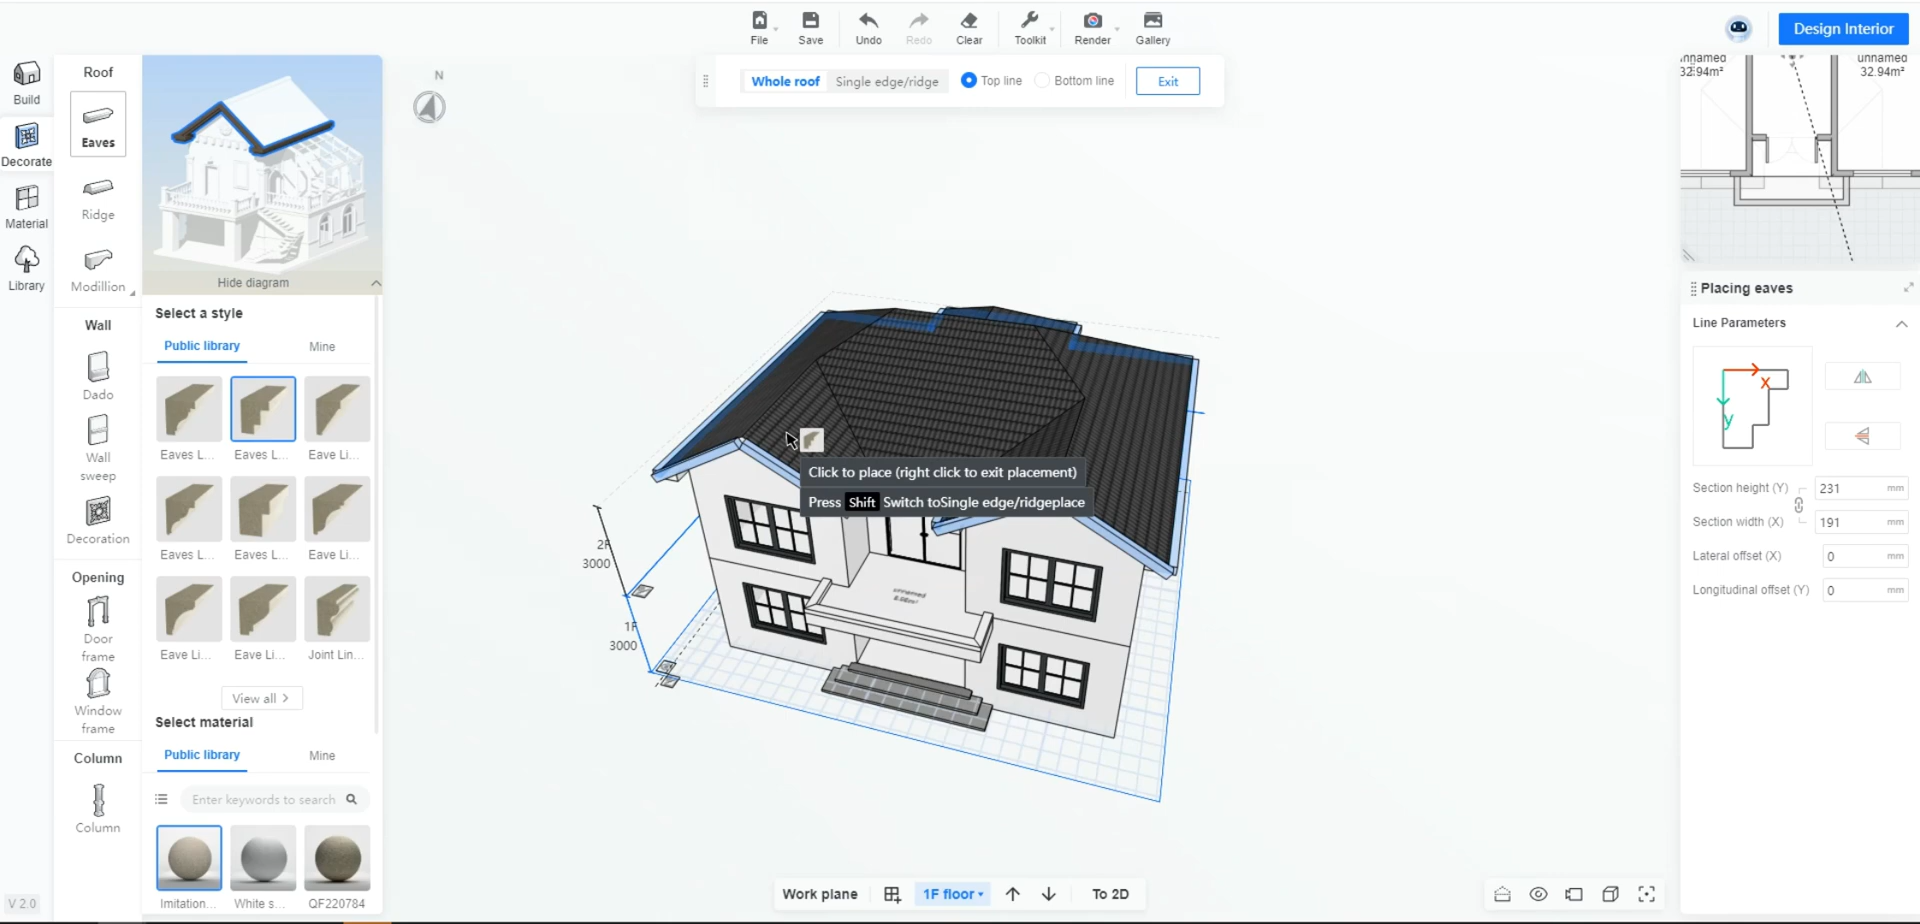 File
Save
Undo
Redo
Clear
Toolkit
Render
Gallery
Design Interior
Whole roof
Single edge/ridge
Top line
Bottom line
Exit
Build
Decorate
Material
Library
V 2.0
Roof
Eaves
Ridge
Modillion
Wall
Dado
Wall
sweep
Decoration
Opening
Door
frame
Window
frame
Column
Column
Hide diagram
Select a style
Public library
Mine
Eaves L...
Eaves L...
Eave Li...
Eaves L...
Eaves L...
Eave Li...
Eave Li...
Eave Li...
Joint Lin...
View all >
Select material
Public library
Mine
Enter keywords to search
Imitation...
White s...
QF220784
N
Click to place (right click to exit placement)
Press Shift Switch toSingle edge/ridgeplace
2F
3000
1F
3000
unnamed
Work plane
1F floor
To 2D
unnamed
32.94m²
unnamed
32.94m²
Placing eaves
Line Parameters
x
y
Section height (Y)
231 mm
Section width (X)
191 mm
Lateral offset (X)
0 mm
Longitudinal offset (Y)
0 mm